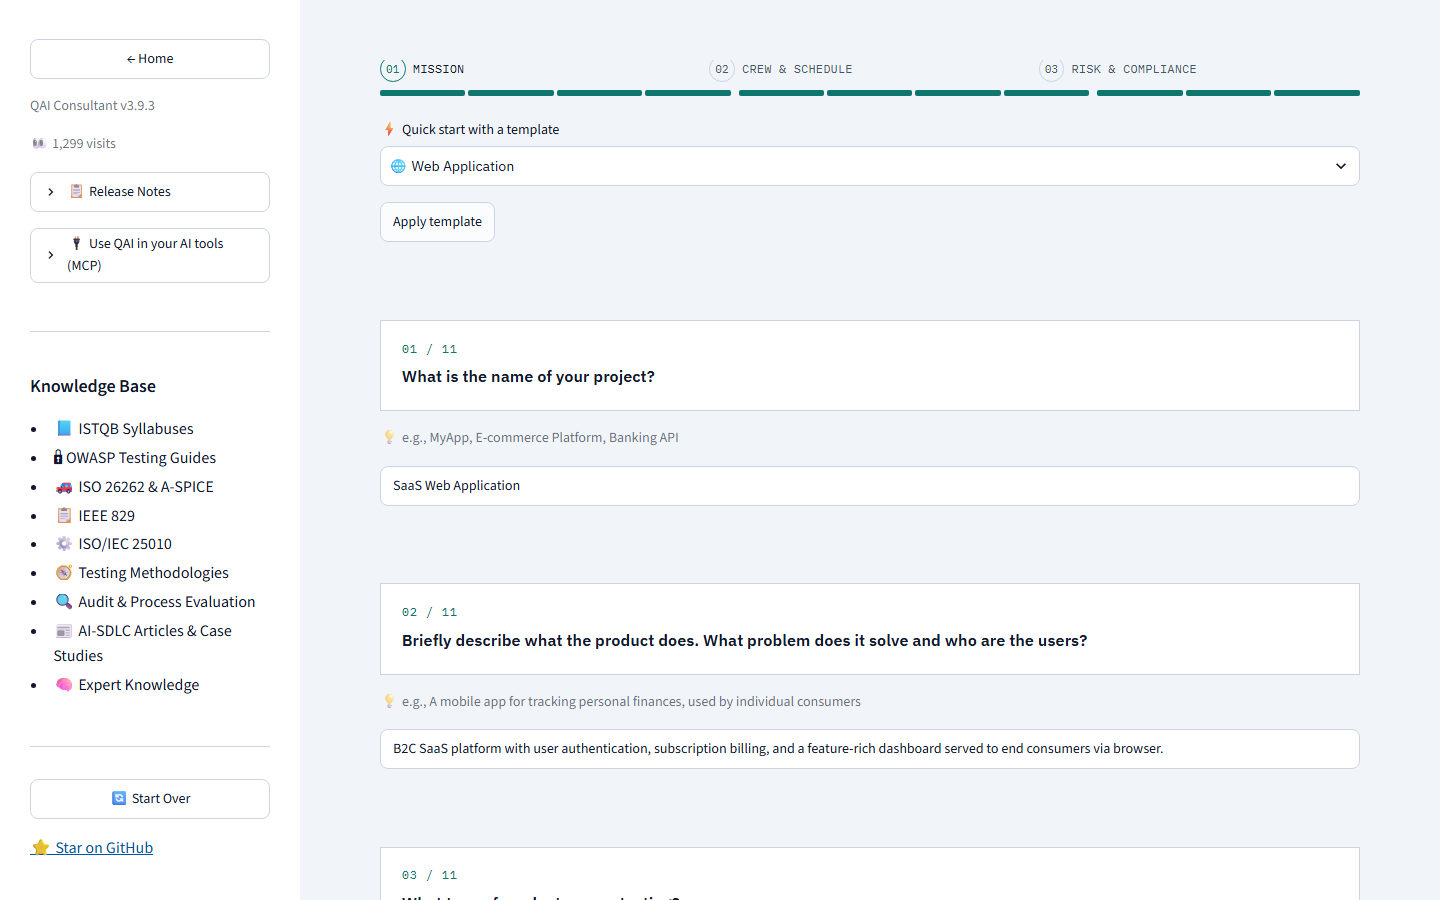 ← Home
QAI Consultant v3.9.3
1,299 visits
Release Notes
Use QAI in your AI tools
(MCP)
Knowledge Base
ISTQB Syllabuses
OWASP Testing Guides
ISO 26262 & A-SPICE
IEEE 829
ISO/IEC 25010
Testing Methodologies
Audit & Process Evaluation
AI-SDLC Articles & Case
Studies
Expert Knowledge
Start Over
Star on GitHub
01 MISSION
02 CREW & SCHEDULE
03 RISK & COMPLIANCE
Quick start with a template
Web Application
Apply template
01 / 11
What is the name of your project?
e.g., MyApp, E-commerce Platform, Banking API
SaaS Web Application
02 / 11
Briefly describe what the product does. What problem does it solve and who are the users?
e.g., A mobile app for tracking personal finances, used by individual consumers
B2C SaaS platform with user authentication, subscription billing, and a feature-rich dashboard served to end consumers via browser.
03 / 11